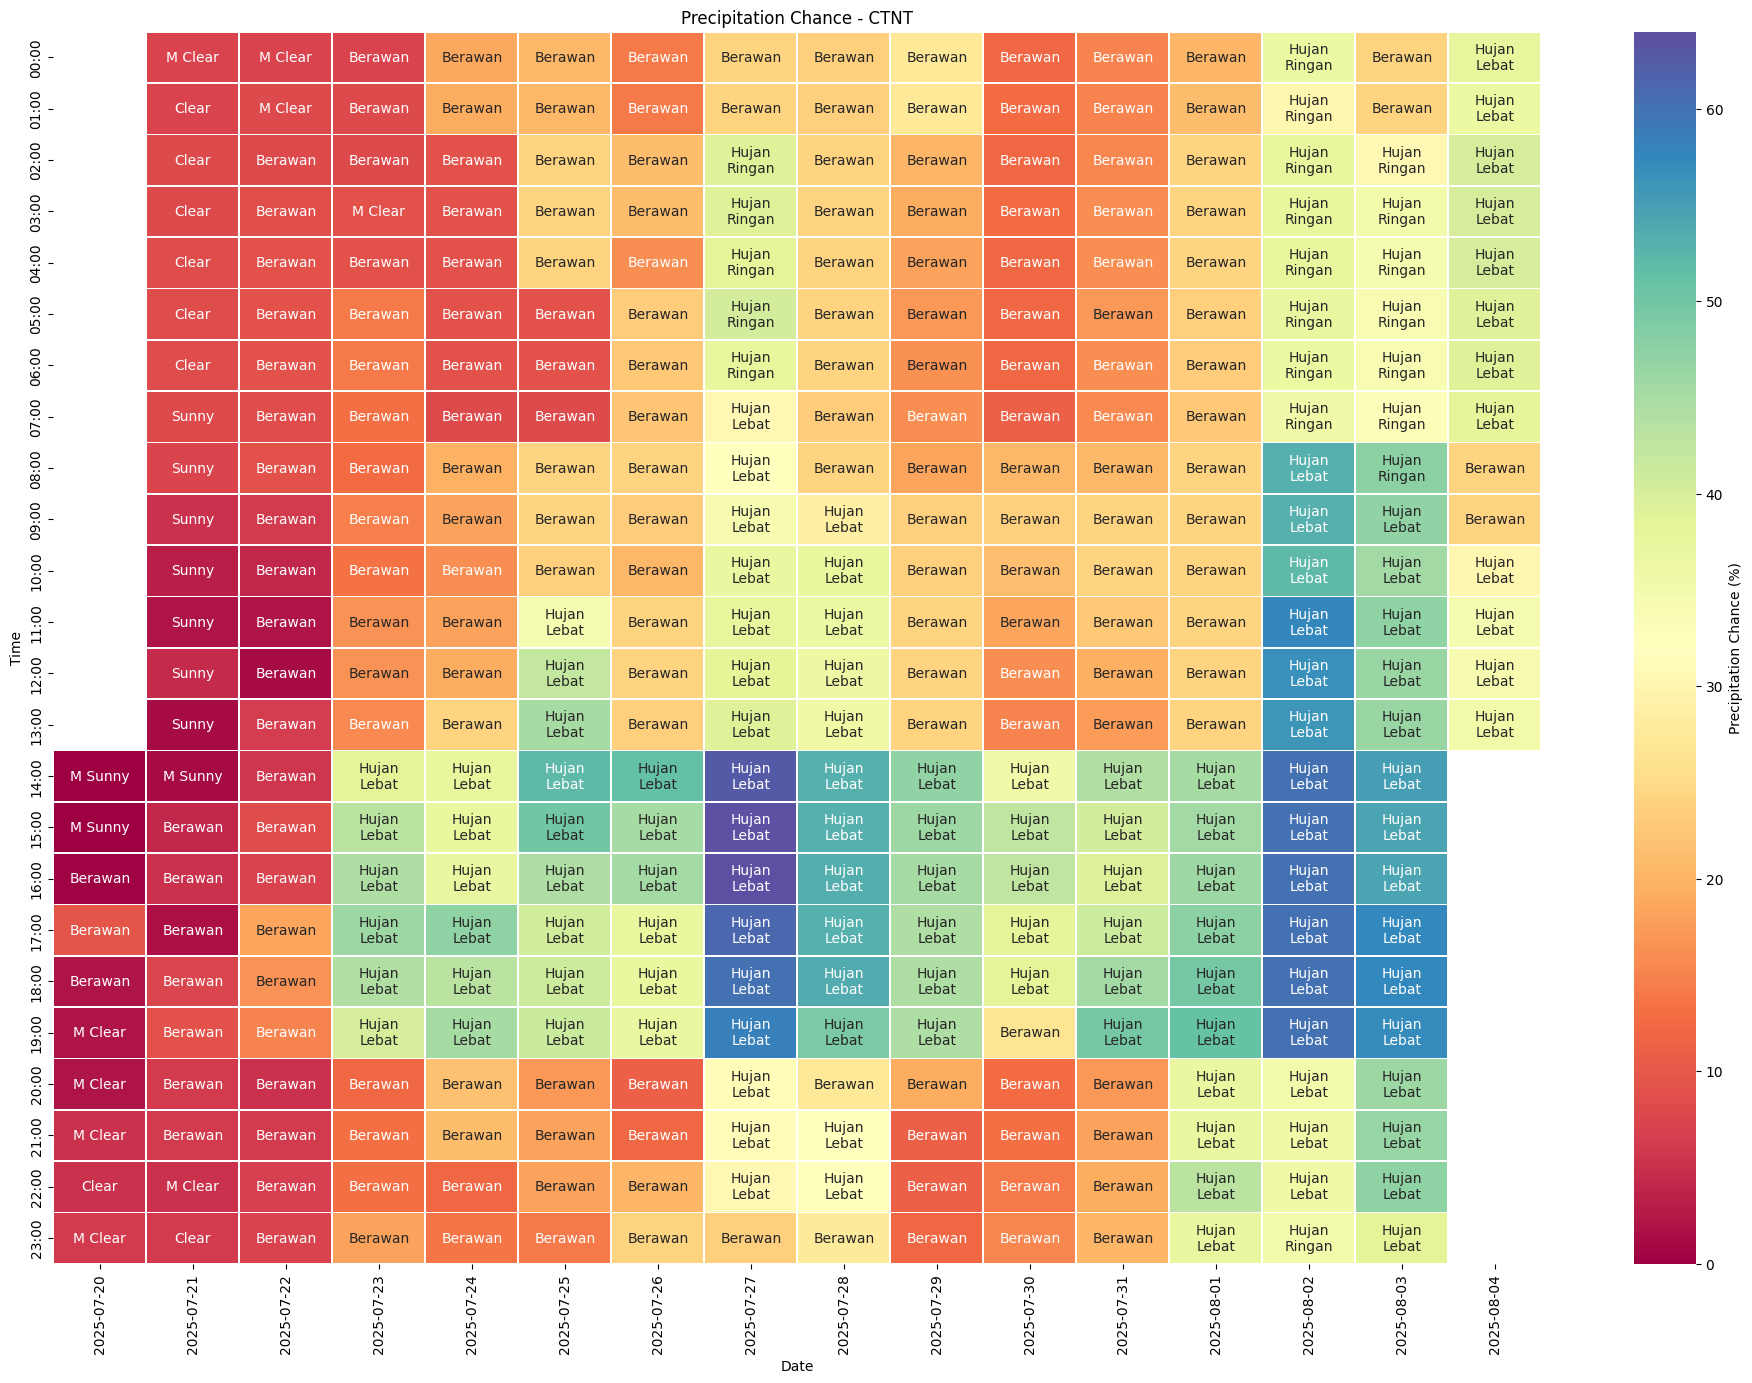 Precipitation Chance - CTNT
00:00 M Clear M Clear Berawan Berawan Berawan Berawan Berawan Berawan Berawan Berawan Berawan Berawan Hujan Ringan Berawan Hujan Lebat
01:00 Clear M Clear Berawan Berawan Berawan Berawan Berawan Berawan Berawan Berawan Berawan Berawan Hujan Ringan Berawan Hujan Lebat
02:00 Clear Berawan Berawan Berawan Berawan Berawan Hujan Ringan Berawan Berawan Berawan Berawan Berawan Hujan Ringan Hujan Ringan Hujan Lebat
03:00 Clear Berawan M Clear Berawan Berawan Berawan Hujan Ringan Berawan Berawan Berawan Berawan Berawan Hujan Ringan Hujan Ringan Hujan Lebat
04:00 Clear Berawan Berawan Berawan Berawan Berawan Hujan Ringan Berawan Berawan Berawan Berawan Berawan Hujan Ringan Hujan Ringan Hujan Lebat
05:00 Clear Berawan Berawan Berawan Berawan Berawan Hujan Ringan Berawan Berawan Berawan Berawan Berawan Hujan Ringan Hujan Ringan Hujan Lebat
06:00 Clear Berawan Berawan Berawan Berawan Berawan Hujan Ringan Berawan Berawan Berawan Berawan Berawan Hujan Ringan Hujan Ringan Hujan Lebat
07:00 Sunny Berawan Berawan Berawan Berawan Berawan Hujan Lebat Berawan Berawan Berawan Berawan Berawan Hujan Ringan Hujan Ringan Hujan Lebat
08:00 Sunny Berawan Berawan Berawan Berawan Berawan Hujan Lebat Berawan Berawan Berawan Berawan Berawan Hujan Lebat Hujan Ringan Berawan
09:00 Sunny Berawan Berawan Berawan Berawan Berawan Hujan Lebat Hujan Lebat Berawan Berawan Berawan Berawan Hujan Lebat Hujan Lebat Berawan
10:00 Sunny Berawan Berawan Berawan Berawan Berawan Hujan Lebat Hujan Lebat Berawan Berawan Berawan Berawan Hujan Lebat Hujan Lebat Hujan Lebat
11:00 Sunny Berawan Berawan Berawan Hujan Lebat Berawan Hujan Lebat Hujan Lebat Berawan Berawan Berawan Berawan Hujan Lebat Hujan Lebat Hujan Lebat
12:00 Sunny Berawan Berawan Berawan Hujan Lebat Berawan Hujan Lebat Hujan Lebat Berawan Berawan Berawan Berawan Hujan Lebat Hujan Lebat Hujan Lebat
13:00 Sunny Berawan Berawan Berawan Hujan Lebat Berawan Hujan Lebat Hujan Lebat Berawan Berawan Berawan Berawan Hujan Lebat Hujan Lebat Hujan Lebat
14:00 M Sunny M Sunny Berawan Hujan Lebat Hujan Lebat Hujan Lebat Hujan Lebat Hujan Lebat Hujan Lebat Hujan Lebat Hujan Lebat Hujan Lebat Hujan Lebat Hujan Lebat Hujan Lebat
15:00 M Sunny Berawan Berawan Hujan Lebat Hujan Lebat Hujan Lebat Hujan Lebat Hujan Lebat Hujan Lebat Hujan Lebat Hujan Lebat Hujan Lebat Hujan Lebat Hujan Lebat Hujan Lebat
16:00 Berawan Berawan Berawan Hujan Lebat Hujan Lebat Hujan Lebat Hujan Lebat Hujan Lebat Hujan Lebat Hujan Lebat Hujan Lebat Hujan Lebat Hujan Lebat Hujan Lebat Hujan Lebat
17:00 Berawan Berawan Berawan Hujan Lebat Hujan Lebat Hujan Lebat Hujan Lebat Hujan Lebat Hujan Lebat Hujan Lebat Hujan Lebat Hujan Lebat Hujan Lebat Hujan Lebat Hujan Lebat
18:00 Berawan Berawan Berawan Hujan Lebat Hujan Lebat Hujan Lebat Hujan Lebat Hujan Lebat Hujan Lebat Hujan Lebat Hujan Lebat Hujan Lebat Hujan Lebat Hujan Lebat Hujan Lebat
19:00 M Clear Berawan Berawan Hujan Lebat Hujan Lebat Hujan Lebat Hujan Lebat Hujan Lebat Hujan Lebat Hujan Lebat Berawan Hujan Lebat Hujan Lebat Hujan Lebat Hujan Lebat
20:00 M Clear Berawan Berawan Berawan Berawan Berawan Berawan Hujan Lebat Berawan Berawan Berawan Berawan Hujan Lebat Hujan Lebat Hujan Lebat
21:00 M Clear Berawan Berawan Berawan Berawan Berawan Berawan Hujan Lebat Hujan Lebat Berawan Berawan Berawan Hujan Lebat Hujan Lebat Hujan Lebat
22:00 Clear M Clear Berawan Berawan Berawan Berawan Berawan Hujan Lebat Hujan Lebat Berawan Berawan Berawan Hujan Lebat Hujan Lebat Hujan Lebat
23:00 M Clear Clear Berawan Berawan Berawan Berawan Berawan Berawan Berawan Berawan Berawan Berawan Hujan Lebat Hujan Ringan Hujan Lebat
Time
2025-07-20 2025-07-21 2025-07-22 2025-07-23 2025-07-24 2025-07-25 2025-07-26 2025-07-27 2025-07-28 2025-07-29 2025-07-30 2025-07-31 2025-08-01 2025-08-02 2025-08-03 2025-08-04
Date
60
50
40
30
20
10
0
Precipitation Chance (%)